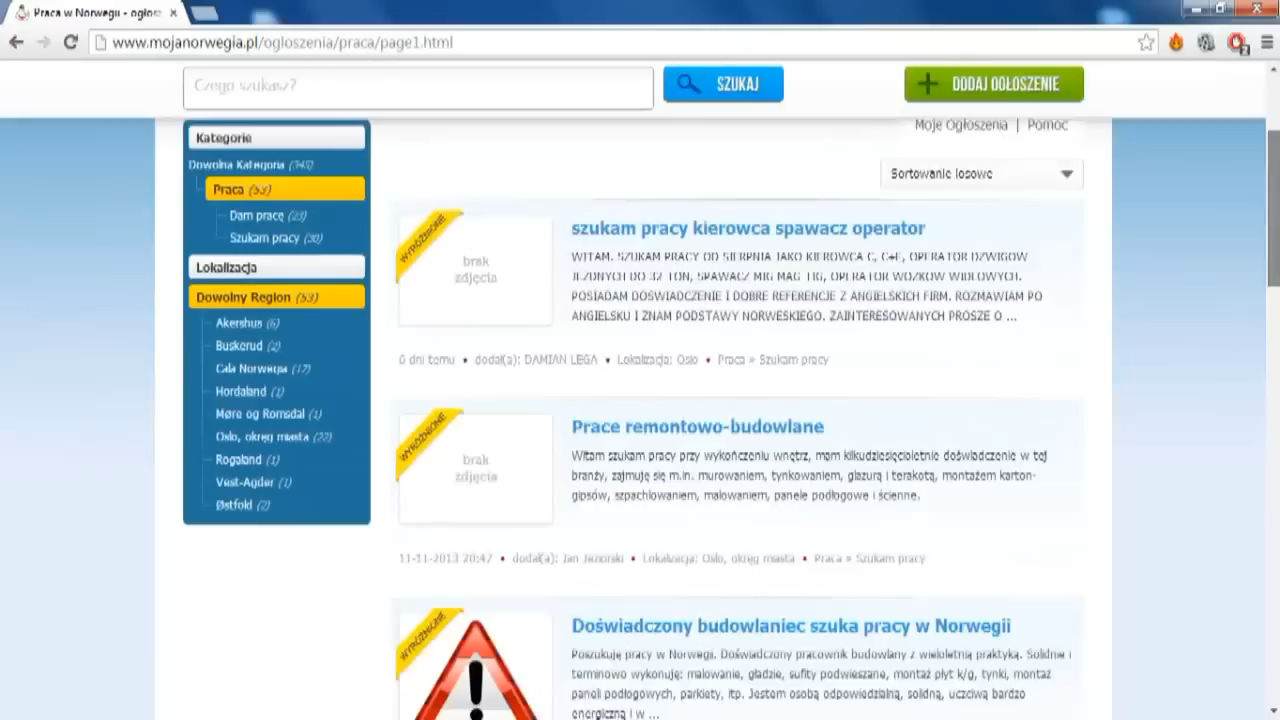 Praca w Norwegii - ogłosz
www.mojanorwegia.pl/ogloszenia/praca/page1.html
Czego szukasz?
SZUKAJ
DODAJ OGŁOSZENIE
Moje Ogłoszenia | Pomoc
Sortowanie losowe
Kategorie
Dowolna Kategoria
Praca (53)
Dam pracę (23)
Szukam pracy (30)
Lokalizacja
Dowolny Region (53)
Akershus (6)
Buskerud (2)
Cała Norwegia (17)
Hordaland (1)
Møre og Romsdal (1)
Oslo, okręg miasta (22)
Rogaland (1)
Vest-Agder (1)
Østfold (2)
WYRÓŻNIONE
brak
zdjęcia
szukam pracy kierowca spawacz operator
WITAM. SZUKAM PRACY OD SIERPNIA JAKO KIEROWCA C, C+E, OPERATOR DŹWIGOW
JEZDNYCH DO 32 TON, SPAWACZ MIG MAG TIG, OPERATOR WÓZKÓW WIDŁOWYCH.
POSIADAM DOŚWIADCZENIE I DOBRE REFERENCJE Z ANGIELSKICH FIRM. ROZMAWIAM PO
ANGIELSKU I ZNAM PODSTAWY NORWESKIEGO. ZAINTERESOWANYCH PROSZE O ...
0 dni temu • dodał(a): DAMIAN LEGA • Lokalizacja: Oslo • Praca » Szukam pracy
WYRÓŻNIONE
brak
zdjęcia
Prace remontowo-budowlane
Witam szukam pracy przy wykończeniu wnętrz, mam kilkudziesięcioletnie doświadczenie w tej
branży, zajmuję się m.in. murowaniem, tynkowaniem, glazurą i terakotą, montażem karton-
gipsów, szpachlowaniem, malowaniem, panele podłogowe i ścienne.
11-11-2013 20:47 • dodał(a): Jan • Lokalizacja: Oslo, okręg miasta • Praca » Szukam pracy
WYRÓŻNIONE
Doświadczony budowlaniec szuka pracy w Norwegii
Poszukuję pracy w Norwegii. Doświadczony pracownik budowlany z wieloletnią praktyką. Solidnie i
terminowo wykonuję: malowanie, gładzie, sufity podwieszane, montaż płyt k/g, tynki, montaż
paneli podłogowych, parkiety, itp. Jestem osobą odpowiedzialną, solidną, uczciwą bardzo
energiczną i w ...